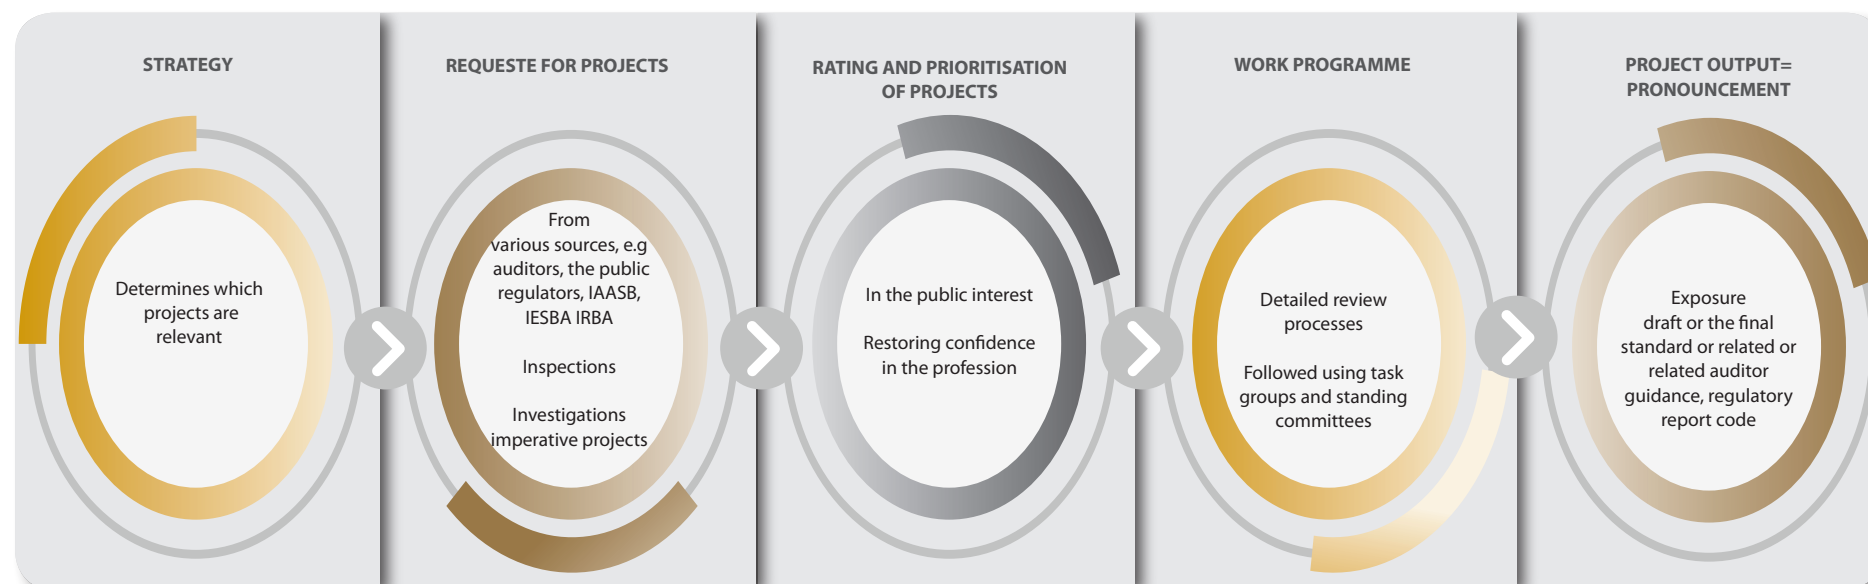 STRATEGY
Determines which
projects are
relevant
REQUESTE FOR PROJECTS
From
various sources, e.g
auditors, the public
regulators, IAASB,
IESBA IRBA
Inspections
Investigations
imperative projects
RATING AND PRIORITISATION
OF PROJECTS
In the public interest
Restoring confidence
in the profession
WORK PROGRAMME
Detailed review
processes
Followed using task
groups and standing
committees
PROJECT OUTPUT=
PRONOUNCEMENT
Exposure
draft or the final
standard or related or
related auditor
guidance, regulatory
report code